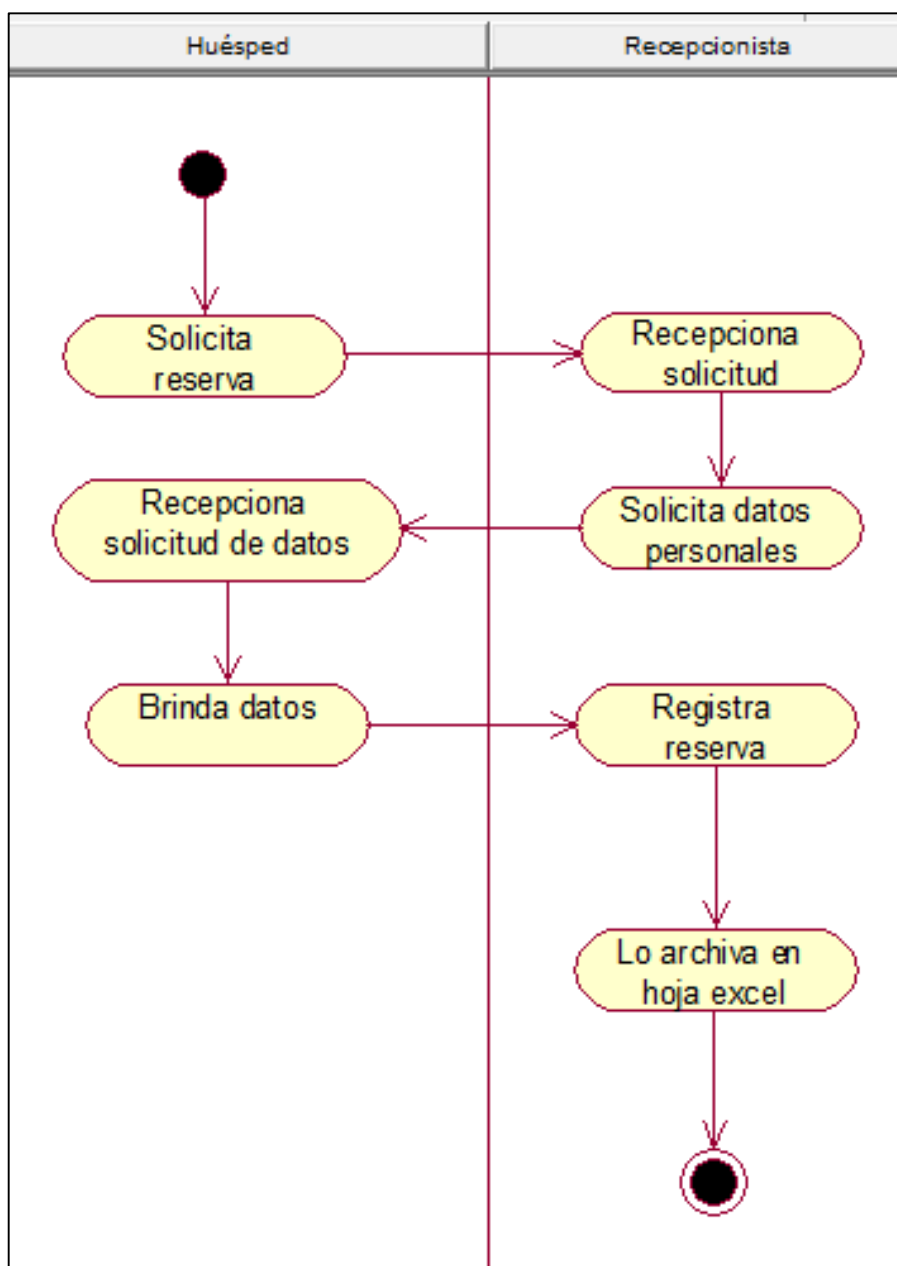 Huésped
Recepcionista
Solicita
reserva
Recepciona
solicitud
Recepciona
solicitud de datos
Solicita datos
personales
Brinda datos
Registra
reserva
Lo archiva en
hoja excel